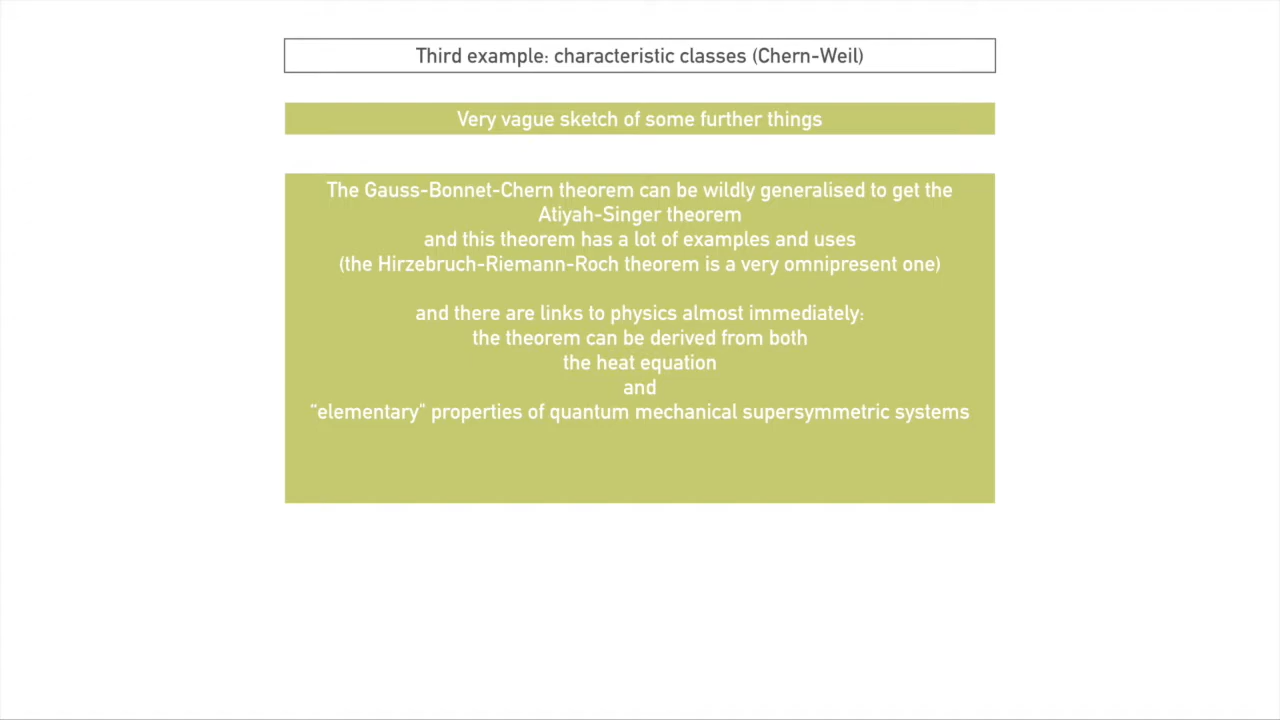 Third example: characteristic classes (Chern-Weil)
Very vague sketch of some further things
The Gauss-Bonnet-Chern theorem can be wildly generalised to get the
Atiyah-Singer theorem
and this theorem has a lot of examples and uses
(the Hirzebruch-Riemann-Roch theorem is a very omnipresent one)
and there are links to physics almost immediately:
the theorem can be derived from both
the heat equation
and
“elementary" properties of quantum mechanical supersymmetric systems